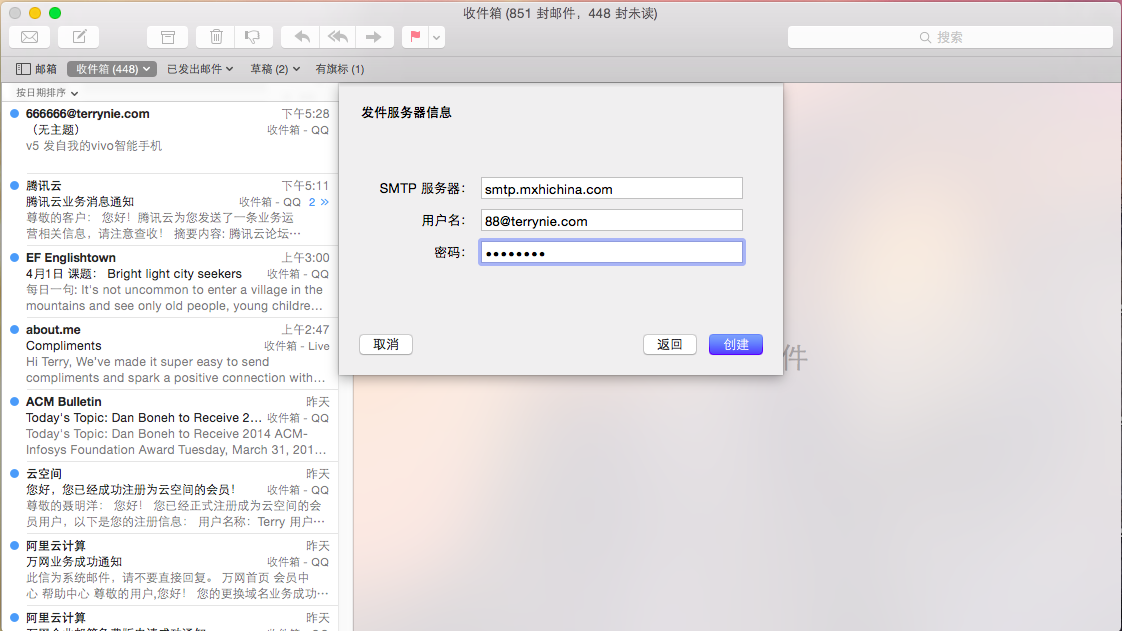 收件箱 (851 封邮件，448 封未读)
搜索
邮箱
收件箱 (448)
已发出邮件
草稿 (2)
有旗标 (1)
按日期排序
666666@terrynie.com
下午5:28
（无主题）
收件箱 - QQ
v5 发自我的vivo智能手机
腾讯云
下午5:11
腾讯云业务消息通知
收件箱 - QQ 2 »
尊敬的客户： 您好！腾讯云为您发送了一条业务运
营相关信息，请注意查收！ 摘要内容: 腾讯云论坛…
EF Englishtown
上午3:00
4月1日 课题： Bright light city seekers
收件箱 - QQ
每日一句: It's not uncommon to enter a village in the
mountains and see only old people, young childre…
about.me
上午2:47
Compliments
收件箱 - Live
Hi Terry, We've made it super easy to send
compliments and spark a positive connection with…
ACM Bulletin
昨天
Today's Topic: Dan Boneh to Receive 2…
收件箱 - QQ
Today's Topic: Dan Boneh to Receive 2014 ACM-
Infosys Foundation Award Tuesday, March 31, 201…
云空间
昨天
您好，您已经成功注册为云空间的会员！
收件箱 - QQ
尊敬的聂明洋： 您好！ 您已经正式注册成为云空间的会
员用户，以下是您的注册信息： 用户名称：Terry 用户…
阿里云计算
昨天
万网业务成功通知
收件箱 - QQ
此信为系统邮件，请不要直接回复。 万网首页 会员中
心 帮助中心 尊敬的用户,您好！ 您的更换域名业务成功…
阿里云计算
昨天
发件服务器信息
SMTP 服务器：
smtp.mxhichina.com
用户名：
88@terrynie.com
密码：
取消
返回
创建
件